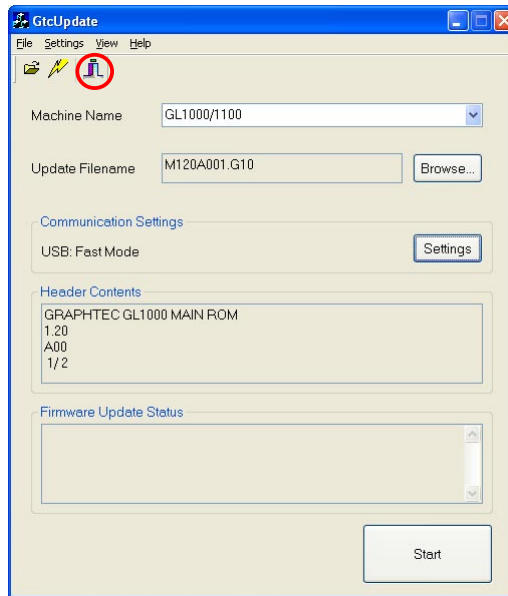 GtcUpdate
File Settings View Help
Machine Name GL1000/1100
Update Filename M120A001.G10 Browse...
Communication Settings
USB: Fast Mode Settings
Header Contents
GRAPHTEC GL1000 MAIN ROM
1.20
A00
1/ 2
Firmware Update Status
Start